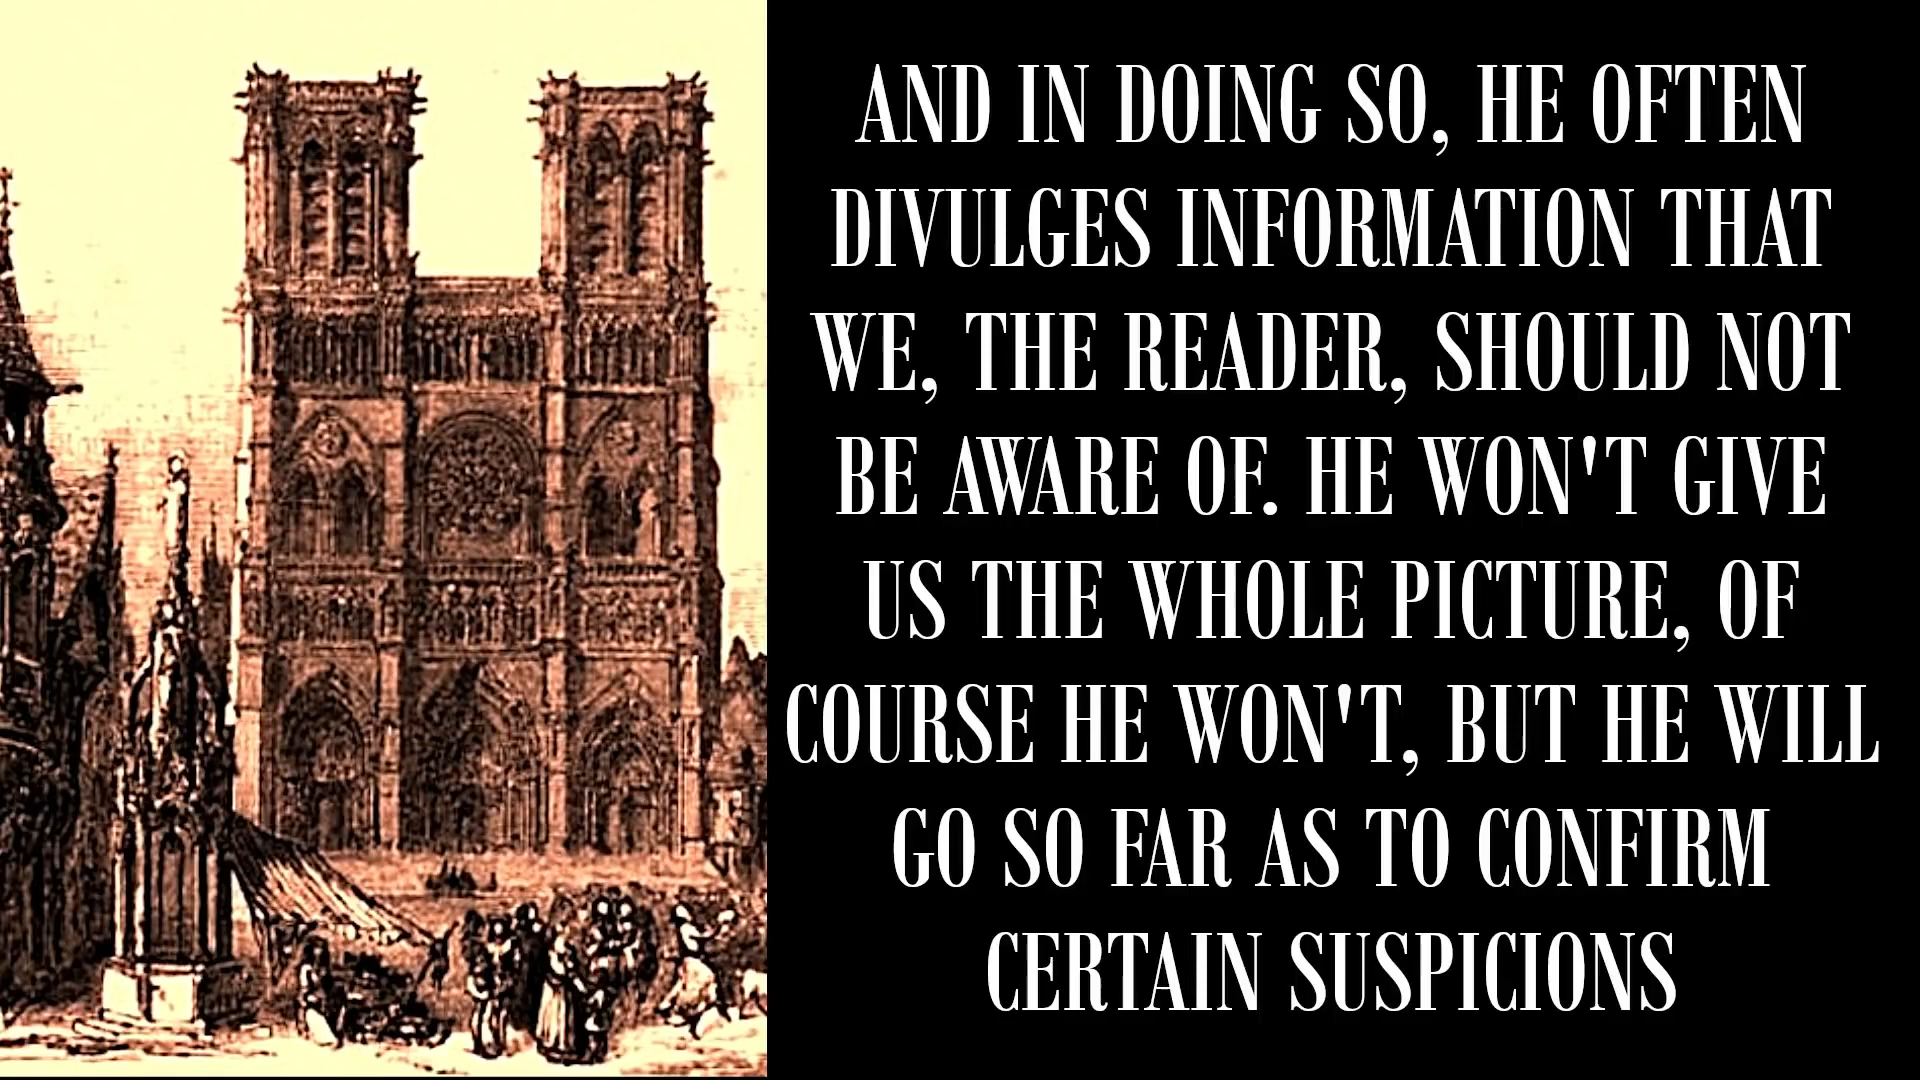 AND IN DOING SO, HE OFTEN
DIVULGES INFORMATION THAT
WE, THE READER, SHOULD NOT
BE AWARE OF. HE WON'T GIVE
US THE WHOLE PICTURE, OF
COURSE HE WON'T, BUT HE WILL
GO SO FAR AS TO CONFIRM
CERTAIN SUSPICIONS